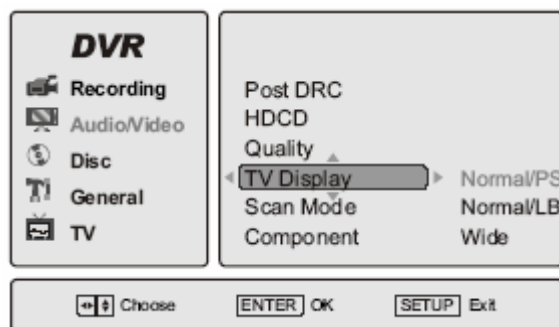 DVR
Recording
Audio/Video
Disc
General
TV
Post DRC
HDCD
Quality
TV Display Normal/PS
Scan Mode Normal/LB
Component Wide
Choose ENTER OK SETUP Exit